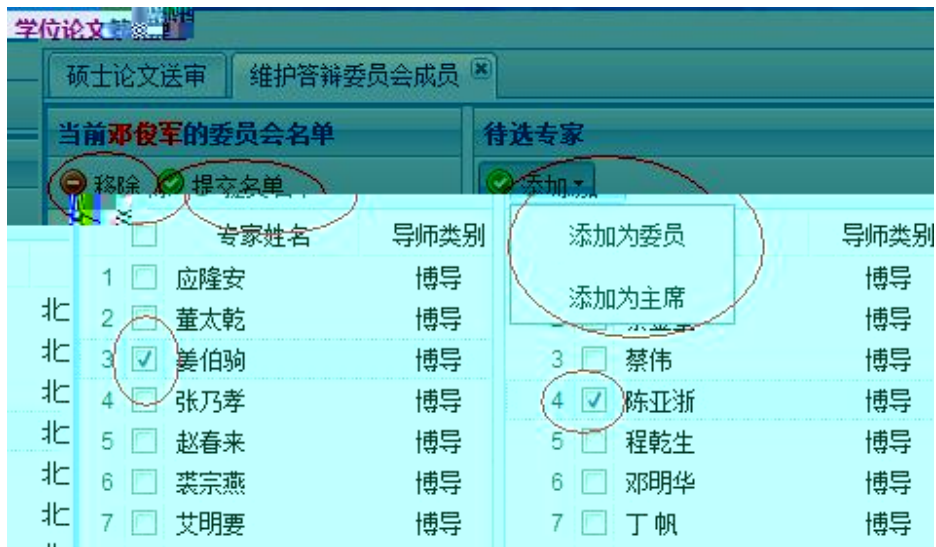 学位论文
硕士论文送审 维护答辩委员会成员
当前邓俊军的委员会名单 待选专家
移除 提交名单 添加
专家姓名 导师类别 添加为委员 导师类别
1 应隆安 博导 博导
北 2 董太乾 博导 添加为主席 博导
北 3 姜伯驹 博导 3 蔡伟 博导
北 4 张乃孝 博导 4 陈亚浙 博导
北 5 赵春来 博导 5 程乾生 博导
北 6 裘宗燕 博导 6 邓明华 博导
北 7 艾明要 博导 7 丁帆 博导